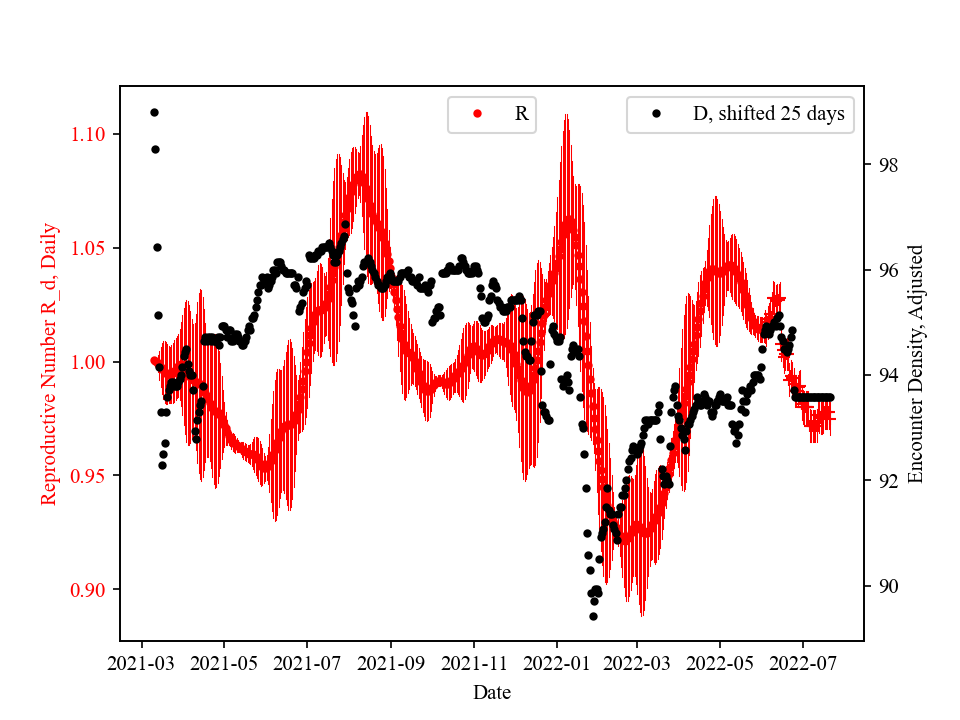 R
D, shifted 25 days
1.10
1.05
1.00
0.95
0.90
Reproductive Number R_d, Daily
98
96
94
92
90
Encounter Density, Adjusted
2021-03 2021-05 2021-07 2021-09 2021-11 2022-01 2022-03 2022-05 2022-07
Date